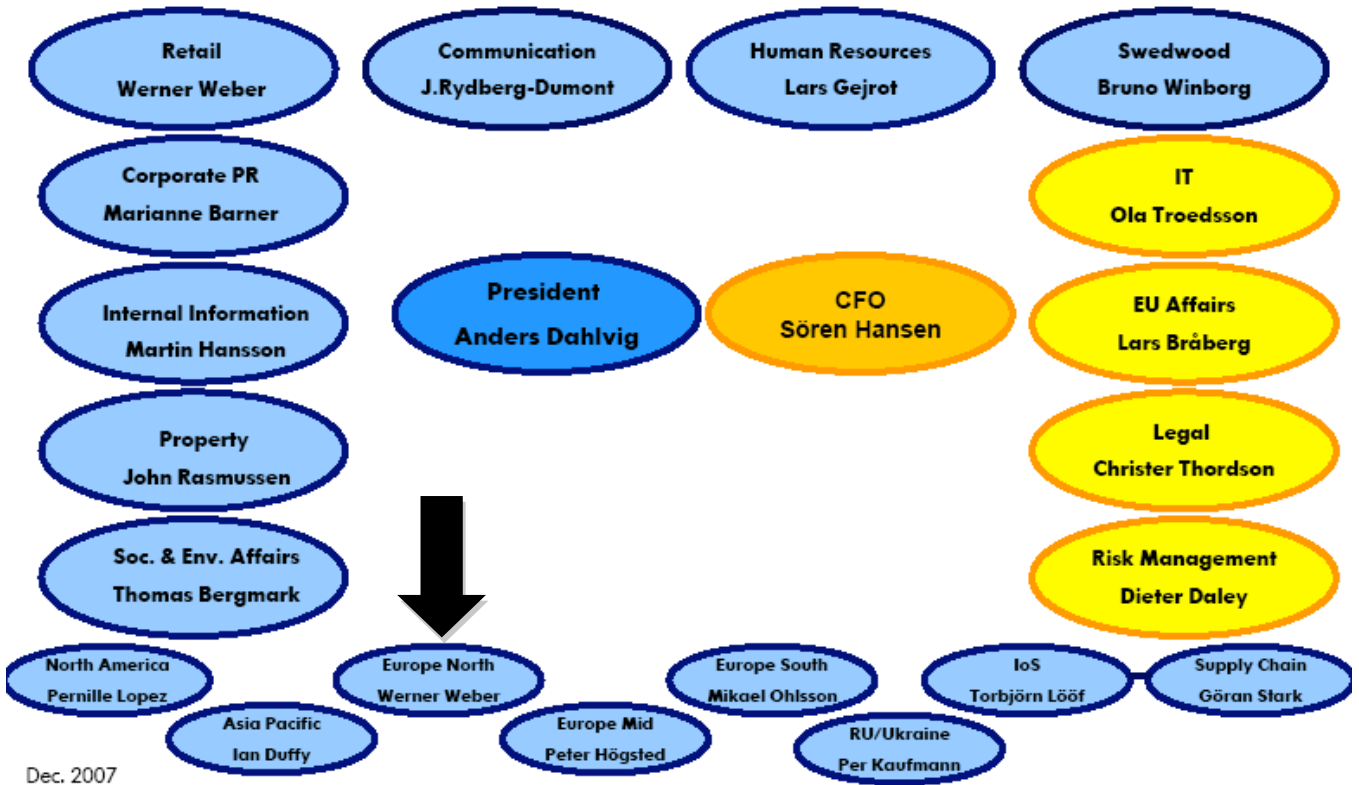 Retail
Werner Weber
Communication
J.Rydberg-Dumont
Human Resources
Lars Gejrot
Swedwood
Bruno Winborg
Corporate PR
Marianne Barner
IT
Ola Troedsson
Internal Information
Martin Hansson
President
Anders Dahlvig
CFO
Sören Hansen
EU Affairs
Lars Bråberg
Property
John Rasmussen
Legal
Christer Thordson
Soc. & Env. Affairs
Thomas Bergmark
Risk Management
Dieter Daley
North America
Pernille Lopez
Europe North
Werner Weber
Europe South
Mikael Ohlsson
IoS
Torbjörn Lööf
Supply Chain
Göran Stark
Asia Pacific
Ian Duffy
Europe Mid
Peter Högsted
RU/Ukraine
Per Kaufmann
Dec. 2007